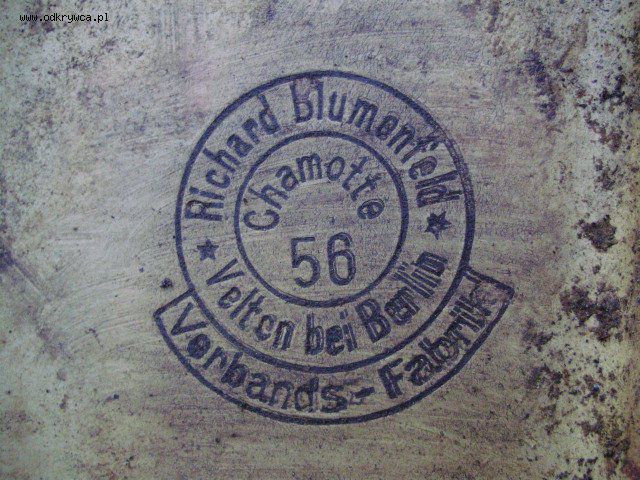 www.odkrywca.pl
Richard Blumenfeld
Chamotte
56
★ Velten bei Berlin ★
Verbands-Fabrik